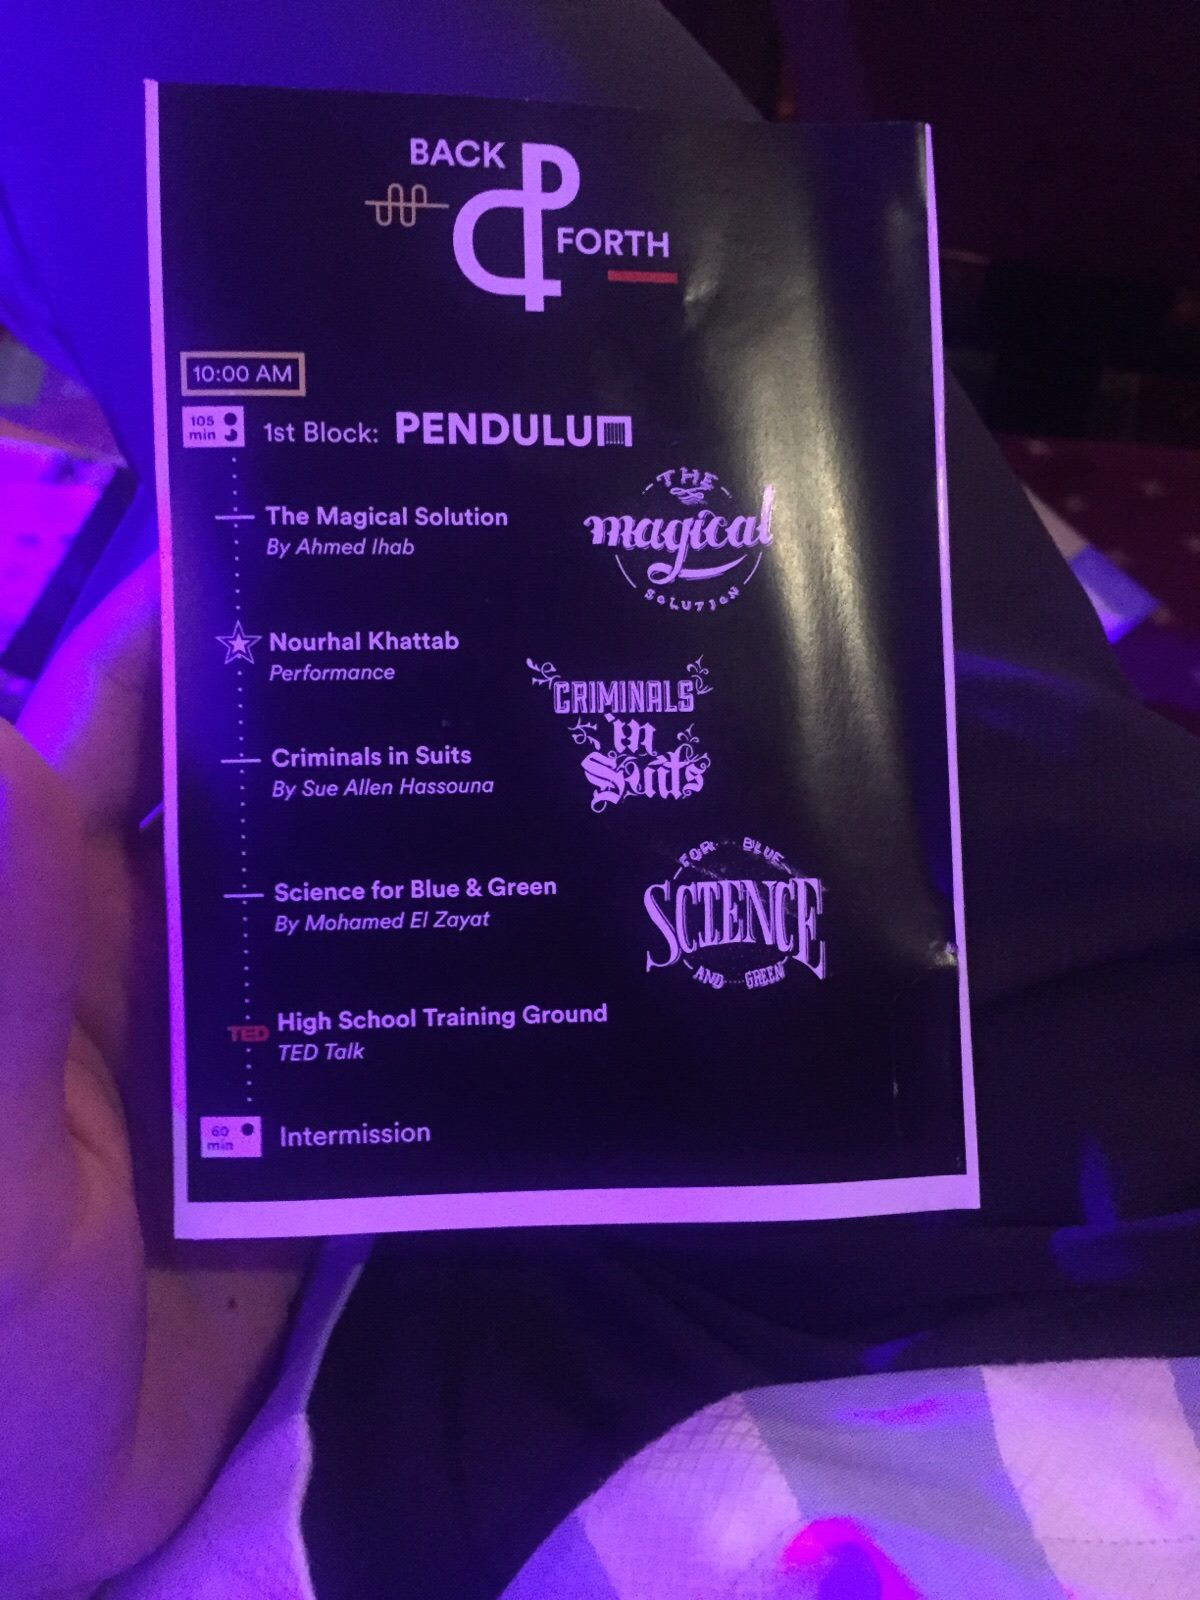 BACK
&
FORTH
10:00 AM
105 min
1st Block: PENDULUM
The Magical Solution
By Ahmed Ihab
THE
magical
SOLUTION
Nourhal Khattab
Performance
CRIMINALS
in
Suits
Criminals in Suits
By Sue Allen Hassouna
FOR BLUE
SCIENCE
AND GREEN
Science for Blue & Green
By Mohamed El Zayat
TED
High School Training Ground
TED Talk
60 min
Intermission